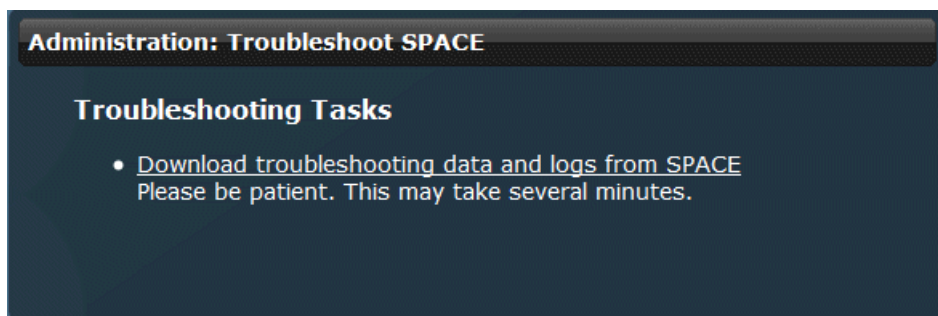 Administration: Troubleshoot SPACE
Troubleshooting Tasks
• Download troubleshooting data and logs from SPACE
Please be patient. This may take several minutes.